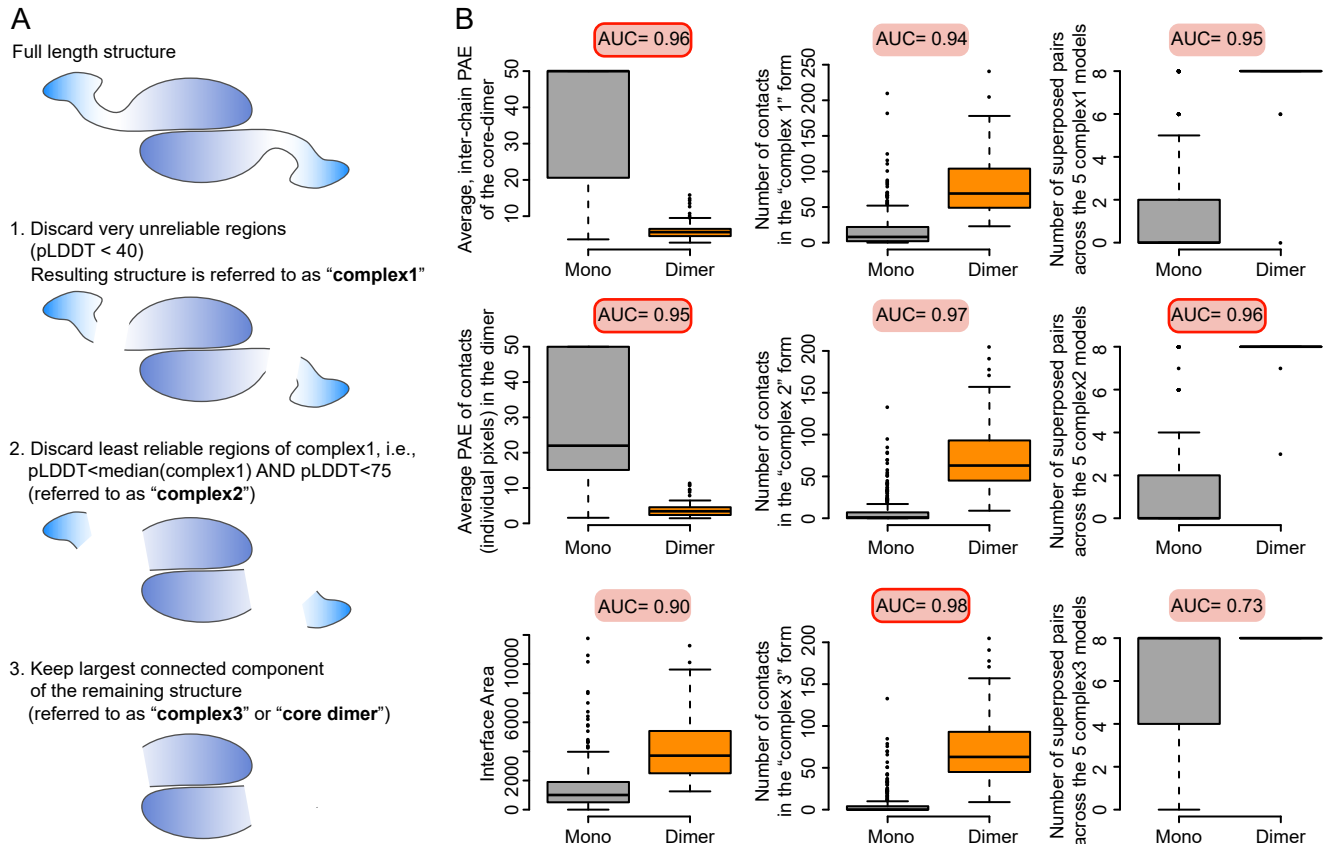 A
Full length structure
1. Discard very unreliable regions
(pLDDT < 40)
Resulting structure is referred to as “complex1”
2. Discard least reliable regions of complex1, i.e.,
pLDDT<median(complex1) AND pLDDT<75
(referred to as “complex2”)
3. Keep largest connected component
of the remaining structure
(referred to as “complex3” or “core dimer”)
B
AUC= 0.96
Average, inter-chain PAE
of the core-dimer
50
40
30
20
10
Mono Dimer
AUC= 0.94
Number of contacts
in the “complex 1” form
250
200
150
100
50
0
Mono Dimer
AUC= 0.95
Number of superposed pairs
across the 5 complex1 models
8
6
4
2
0
Mono Dimer
AUC= 0.95
Average PAE of contacts
(individual pixels) in the dimer
50
40
30
20
10
0
Mono Dimer
AUC= 0.97
Number of contacts
in the “complex 2” form
200
150
100
50
0
Mono Dimer
AUC= 0.96
Number of superposed pairs
across the 5 complex2 models
8
6
4
2
0
Mono Dimer
AUC= 0.90
Interface Area
10000
6000
4000
2000
0
Mono Dimer
AUC= 0.98
Number of contacts
in the “complex 3” form
200
150
100
50
0
Mono Dimer
AUC= 0.73
Number of superposed pairs
across the 5 complex3 models
8
6
4
2
0
Mono Dimer